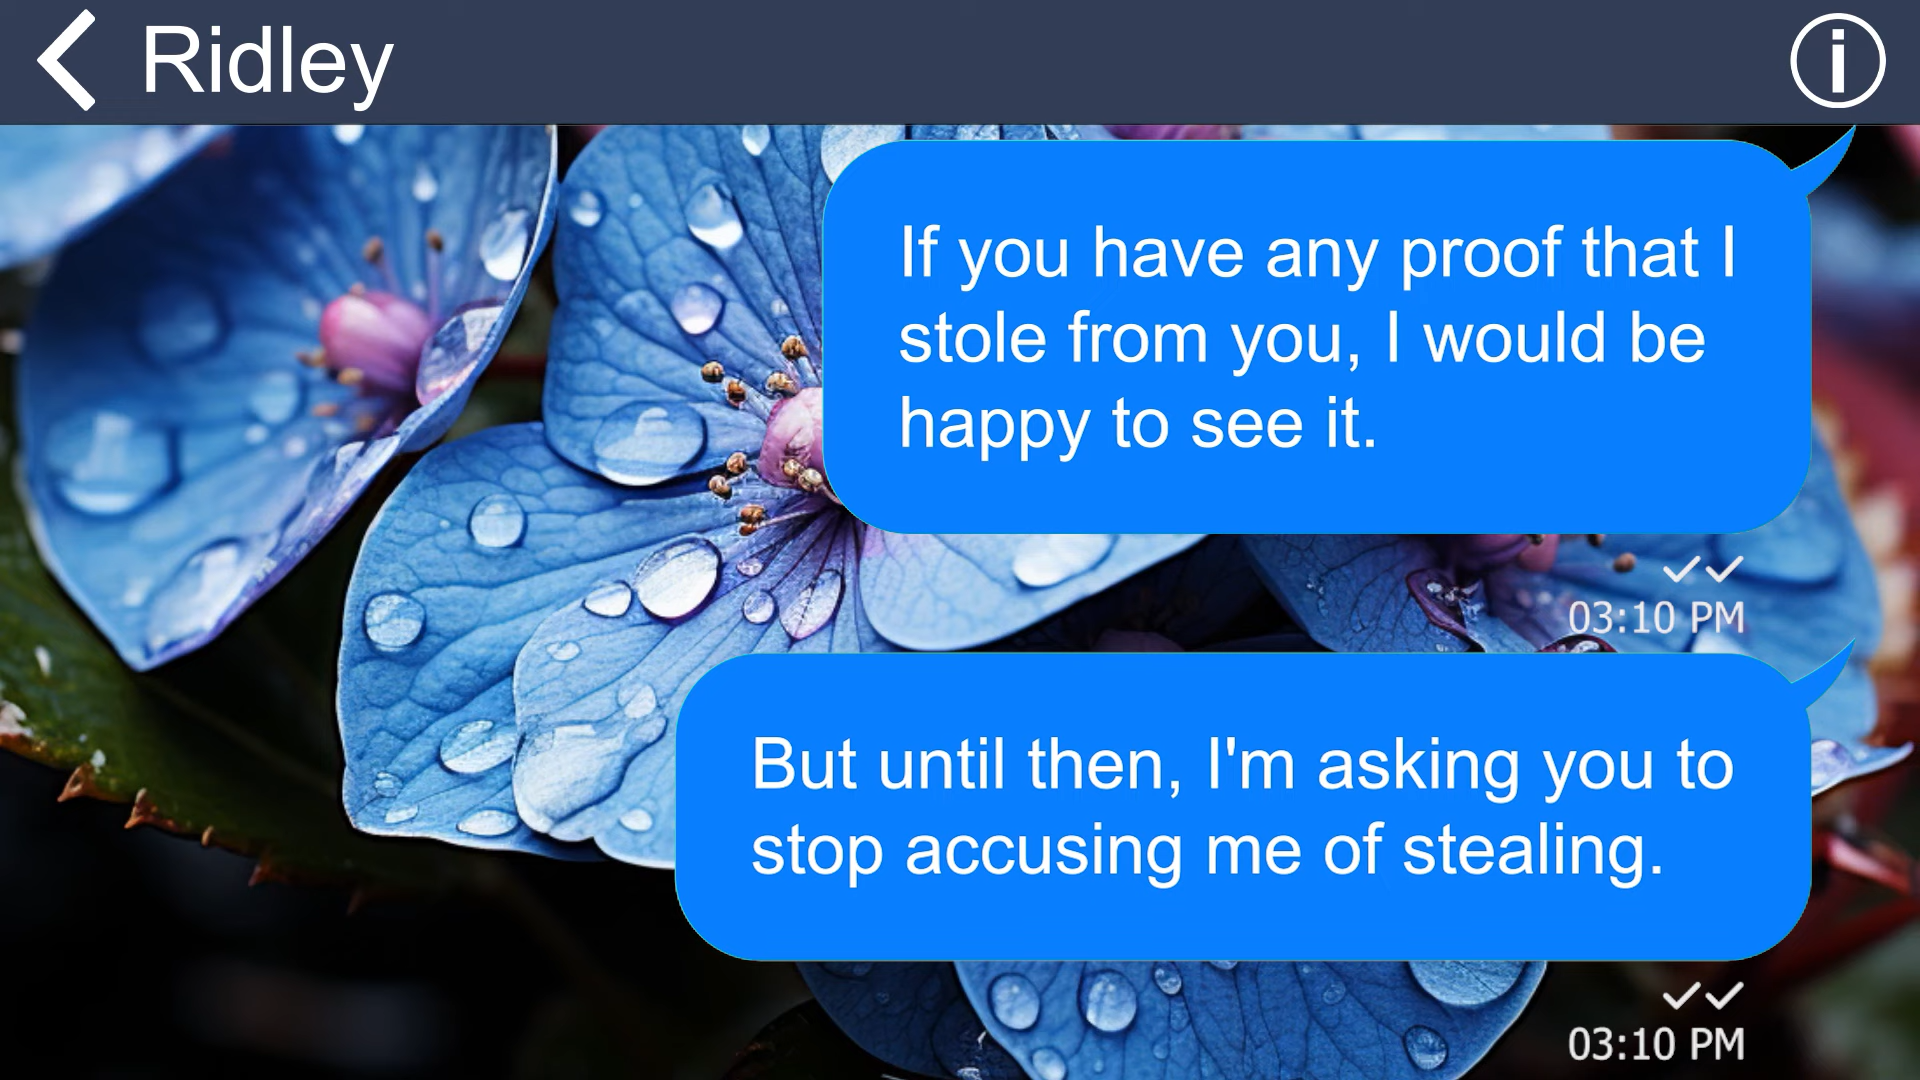 Ridley
If you have any proof that I
stole from you, I would be
happy to see it.
03:10 PM
But until then, I'm asking you to
stop accusing me of stealing.
03:10 PM